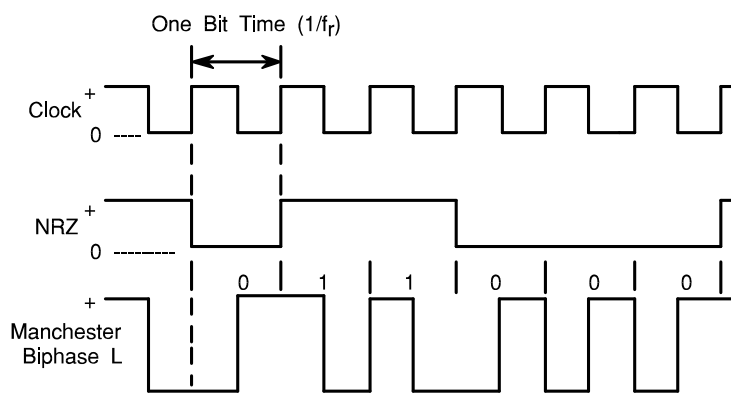 One Bit Time (1/fr)
+
Clock
0
+
NRZ
0
0 1 1 0 0 0
+
Manchester
Biphase L